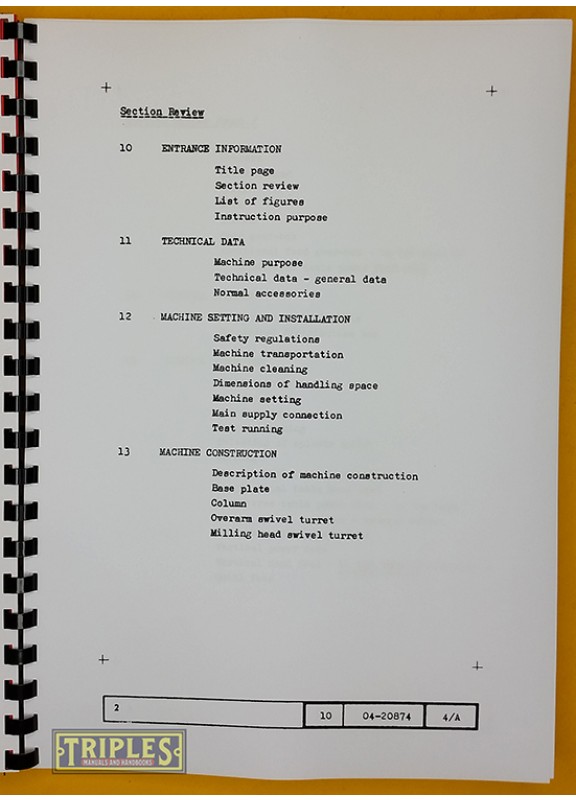 Section Review
10 ENTRANCE INFORMATION
Title page
Section review
List of figures
Instruction purpose
11 TECHNICAL DATA
Machine purpose
Technical data - general data
Normal accessories
12 MACHINE SETTING AND INSTALLATION
Safety regulations
Machine transportation
Machine cleaning
Dimensions of handling space
Machine setting
Main supply connection
Test running
13 MACHINE CONSTRUCTION
Description of machine construction
Base plate
Column
Overarm swivel turret
Milling head swivel turret
2 10 04-20874 4/A
TRIPLES
MANUALS AND HANDBOOKS